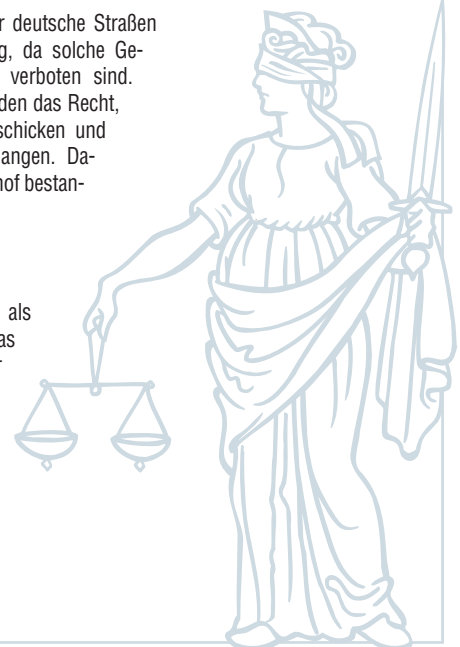 r deutsche Straßen
g, da solche Ge-
verboten sind.
den das Recht,
schicken und
angen. Da-
hof bestan-
als
as